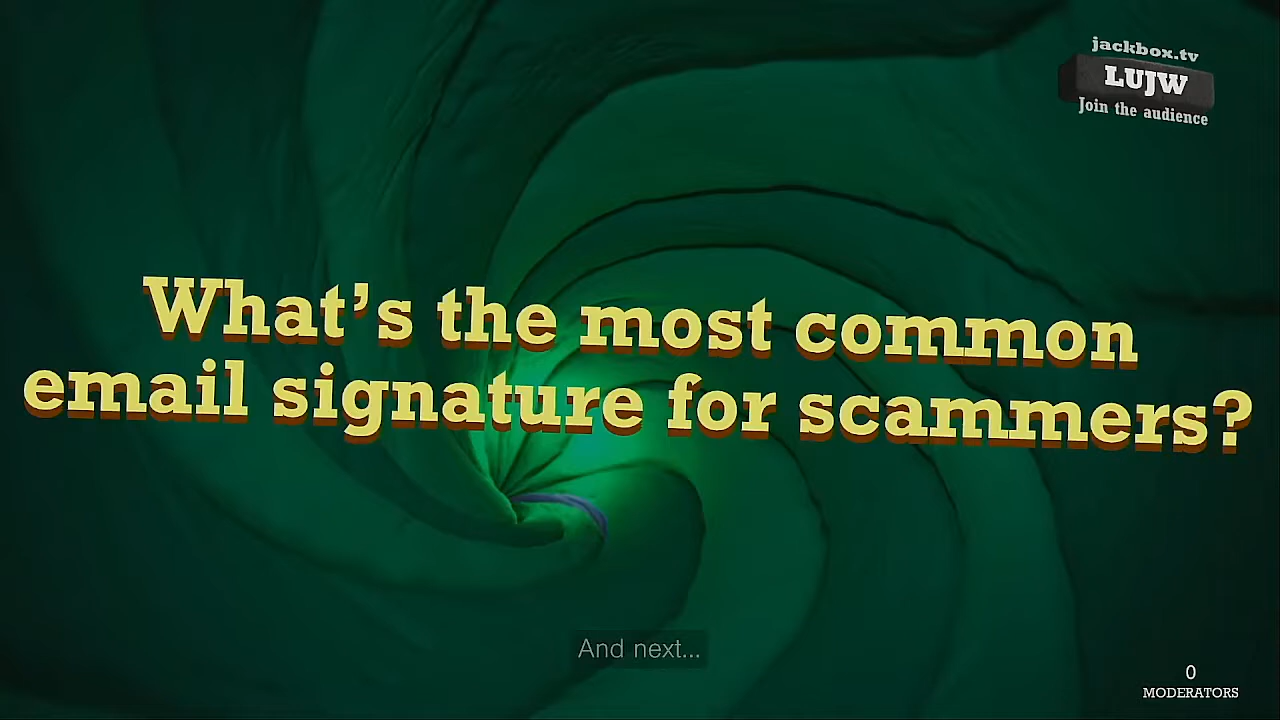 jackbox.tv
LUJW
Join the audience
What's the most common
email signature for scammers?
And next...
0
MODERATORS